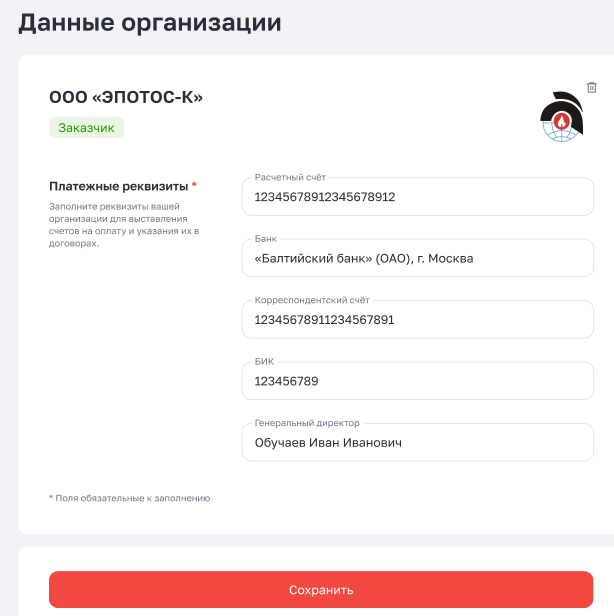 Данные организации
ООО «ЭПОТОС-К»
Заказчик
Платежные реквизиты *
Заполните реквизиты вашей
организации для выставления
счетов на оплату и указания их в
договорах.
Расчетный счёт
12345678912345678912
Банк
«Балтийский банк» (ОАО), г. Москва
Корреспондентский счёт
12345678911234567891
БИК
123456789
Генеральный директор
Обучаев Иван Иванович
* Поля обязательные к заполнению
Сохранить